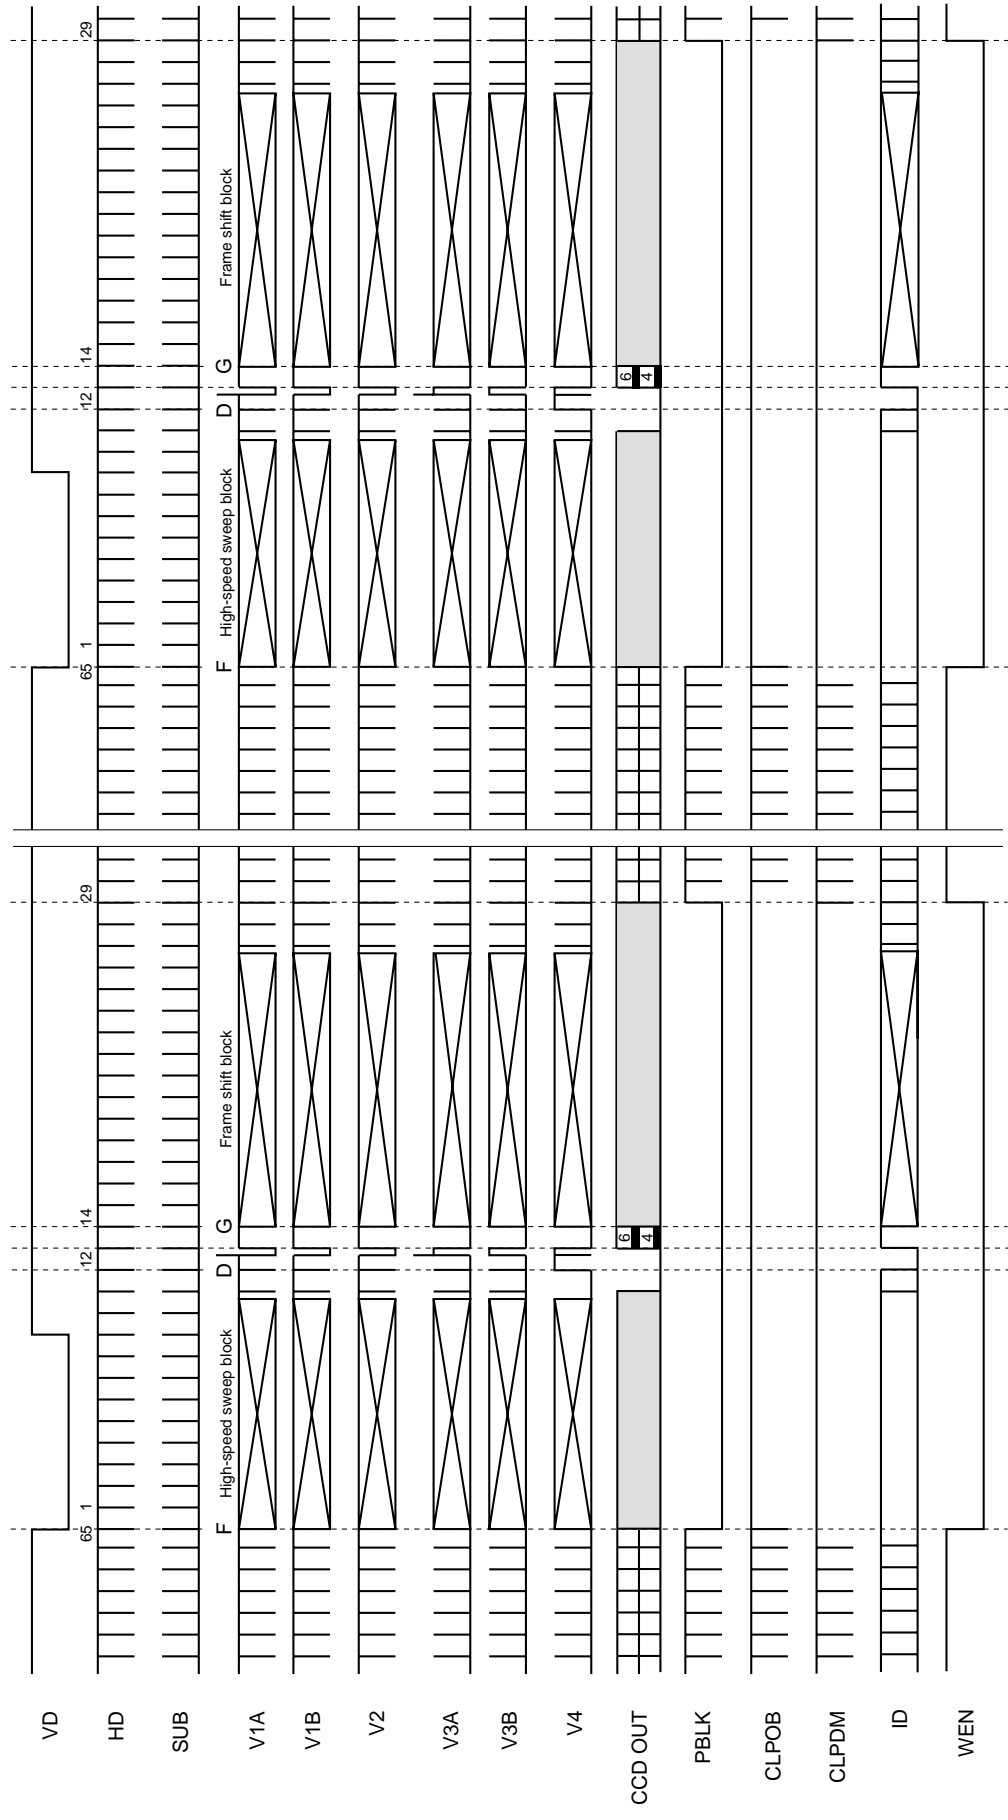 VD
65 1 12 14 29 65 1 12 14 29
HD
SUB
F High-speed sweep block D G Frame shift block F High-speed sweep block D G Frame shift block
V1A
V1B
V2
V3A
V3B
V4
6 6
CCD OUT
4 4
PBLK
CLPOB
CLPDM
ID
WEN